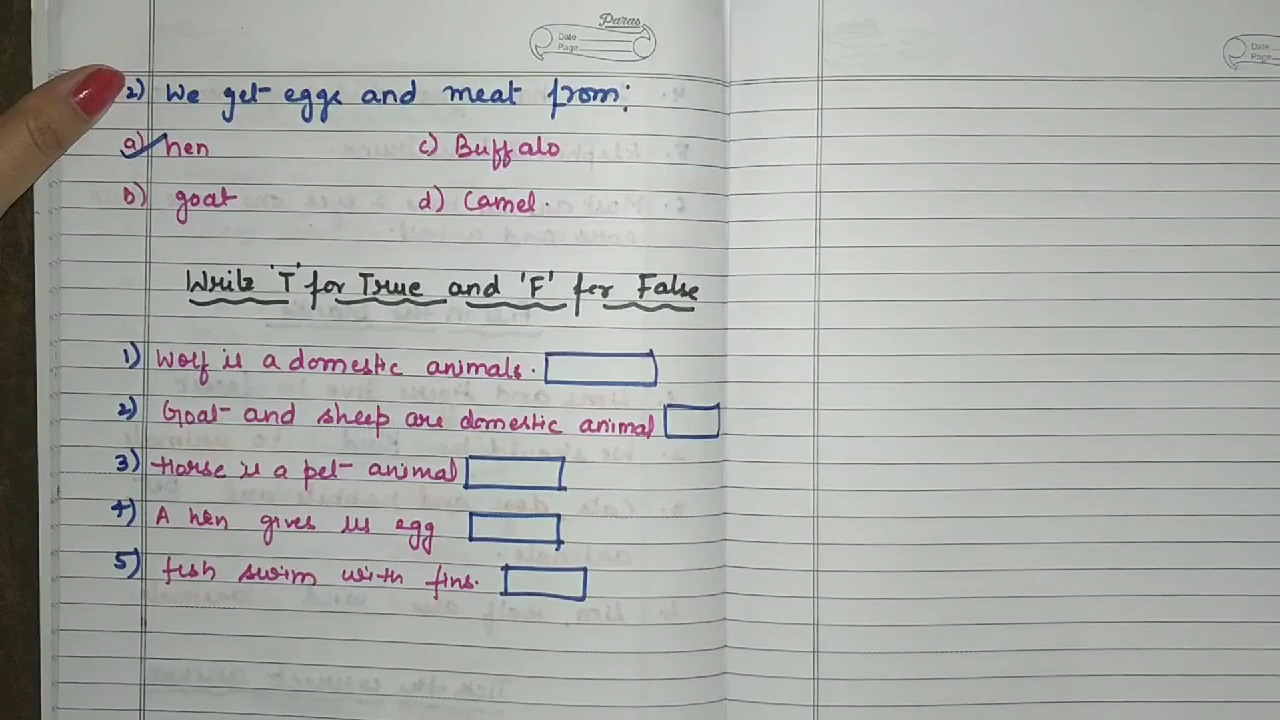 Paras
Date
Page
Date
Page
2) We get eggs and meat from:
a) hen c) Buffalo
b) goat d) Camel.
Write 'T' for True and 'F' for False
1) Wolf is a domestic animals.
2) Goat and sheep are domestic animal
3) Horse is a pet animal
4) A hen gives us egg
5) fish swim with fins.